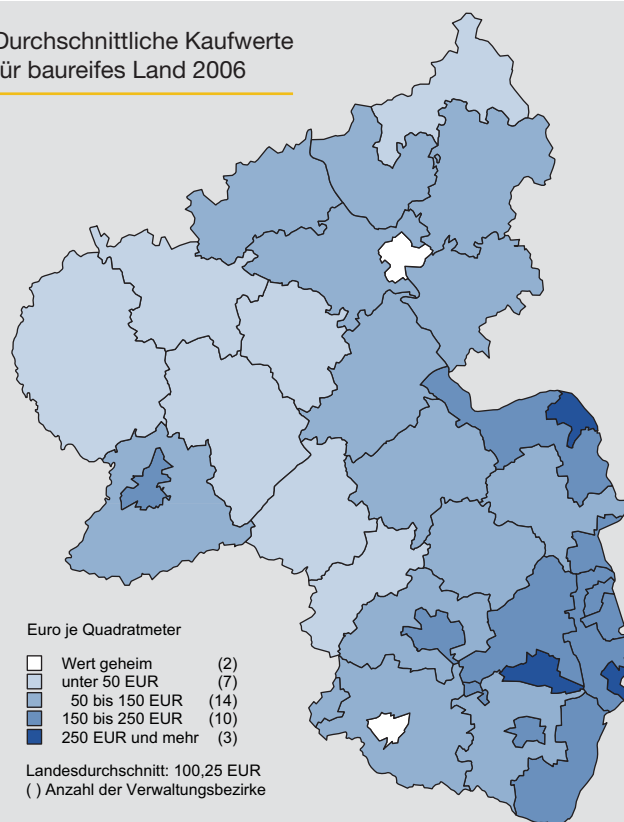 Durchschnittliche Kaufwerte
für baureifes Land 2006
Euro je Quadratmeter
Wert geheim (2)
unter 50 EUR (7)
50 bis 150 EUR (14)
150 bis 250 EUR (10)
250 EUR und mehr (3)
Landesdurchschnitt: 100,25 EUR
( ) Anzahl der Verwaltungsbezirke